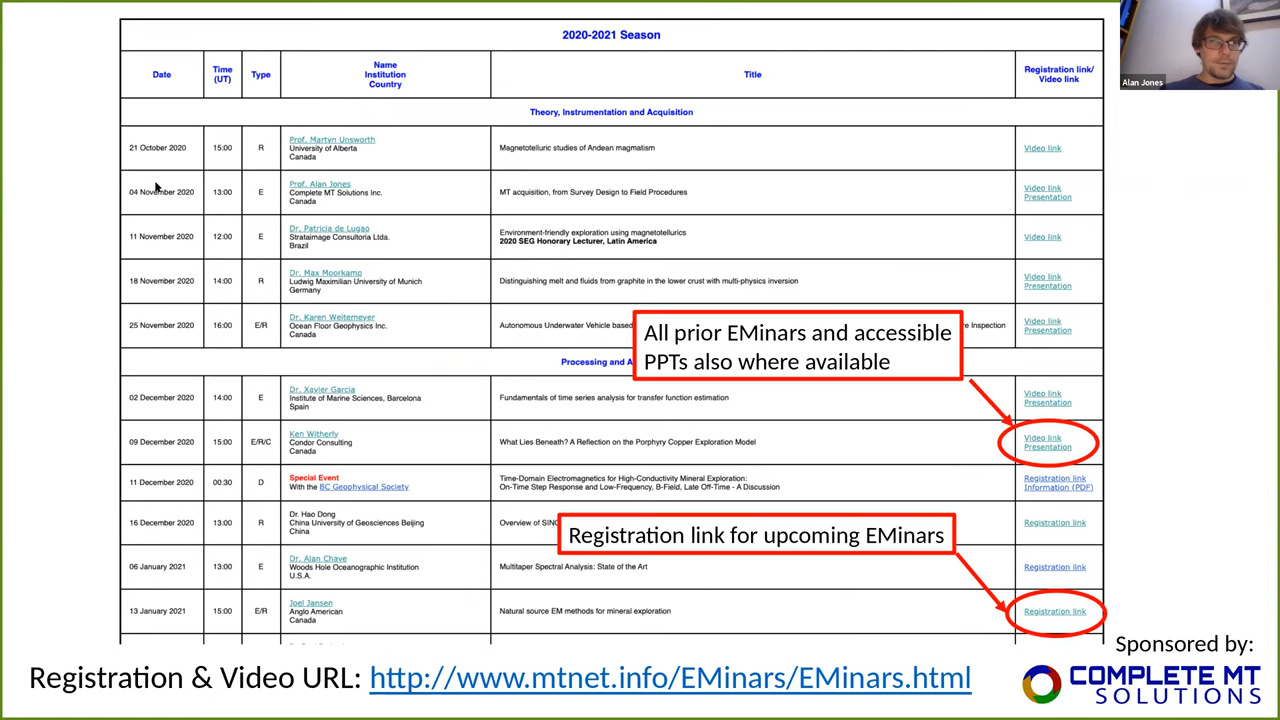 2020-2021 Season
Date
Time
(UT)
Type
Name
Institution
Country
Title
Registration link/
Video link
Theory, Instrumentation and Acquisition
21 October 2020
15:00
R
Prof. Martyn Unsworth
University of Alberta
Canada
Magnetotelluric studies of Andean magmatism
Video link
04 November 2020
13:00
E
Prof. Alan Jones
Complete MT Solutions Inc.
Canada
MT acquisition, from Survey Design to Field Procedures
Video link
Presentation
11 November 2020
12:00
E
Dr. Patricia de Lugao
Strataimage Consultoria Ltda.
Brazil
Environment-friendly exploration using magnetotellurics
2020 SEG Honorary Lecturer, Latin America
Video link
18 November 2020
14:00
R
Dr. Max Moorkamp
Ludwig Maximilian University of Munich
Germany
Distinguishing melt and fluids from graphite in the lower crust with multi-physics inversion
Video link
Presentation
25 November 2020
16:00
E/R
Dr. Karen Weitemeyer
Ocean Floor Geophysics Inc.
Canada
Autonomous Underwater Vehicle based
re Inspection
Video link
Presentation
All prior EMinars and accessible
PPTs also where available
Processing and A
02 December 2020
14:00
E
Dr. Xavier Garcia
Institute of Marine Sciences, Barcelona
Spain
Fundamentals of time series analysis for transfer function estimation
Video link
Presentation
09 December 2020
15:00
E/R/C
Ken Witherly
Condor Consulting
Canada
What Lies Beneath? A Reflection on the Porphyry Copper Exploration Model
Video link
Presentation
11 December 2020
00:30
D
Special Event
With the BC Geophysical Society
Time-Domain Electromagnetics for High-Conductivity Mineral Exploration:
On-Time Step Response and Low-Frequency, B-Field, Late Off-Time - A Discussion
Registration link
Information (PDF)
16 December 2020
13:00
R
Dr. Hao Dong
China University of Geosciences Beijing
China
Overview of SIN
Registration link
Registration link for upcoming EMinars
06 January 2021
13:00
E
Dr. Alan Chave
Woods Hole Oceanographic Institution
U.S.A.
Multitaper Spectral Analysis: State of the Art
Registration link
13 January 2021
15:00
E/R
Joel Jansen
Anglo American
Canada
Natural source EM methods for mineral exploration
Registration link
Alan Jones
Registration & Video URL: http://www.mtnet.info/EMinars/EMinars.html
Sponsored by:
COMPLETE MT
SOLUTIONS